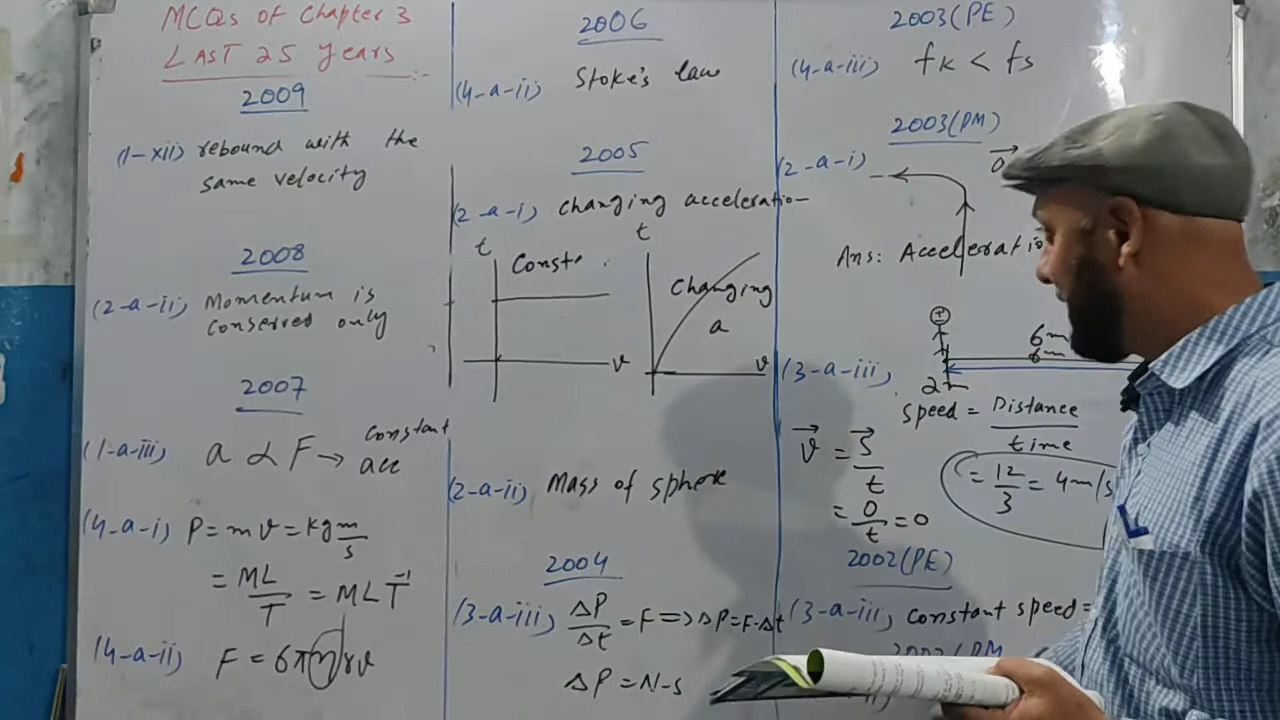 MCQs of Chapter 3
LAST 25 Years
2009
(1-xii) rebound with the
same velocity
2008
(2-a-ii) Momentum is
conserved only
2007
(1-a-iii) a α F → constant
acc
(4-a-i) P = mv = kg m/s
= ML/T = MLT⁻¹
(4-a-ii) F = 6πηrv
2006
(4-a-ii) Stoke's law
2005
(2-a-i) changing acceleratio-
t
Const.
v
t
Changing
a
v
(2-a-ii) Mass of sphere
2004
(3-a-iii) ΔP/Δt = F => ΔP = F·Δt
ΔP = N-s
2003(PE)
(4-a-iii) fk < fs
2003(PM)
(2-a-i)
Ans: Acceleratio
6m
6m
(3-a-iii)
Speed = Distance/time
= 12/3 = 4m/s
v⃗ = S⃗/t
= 0/t = 0
2002(PE)
(3-a-iii) constant speed =